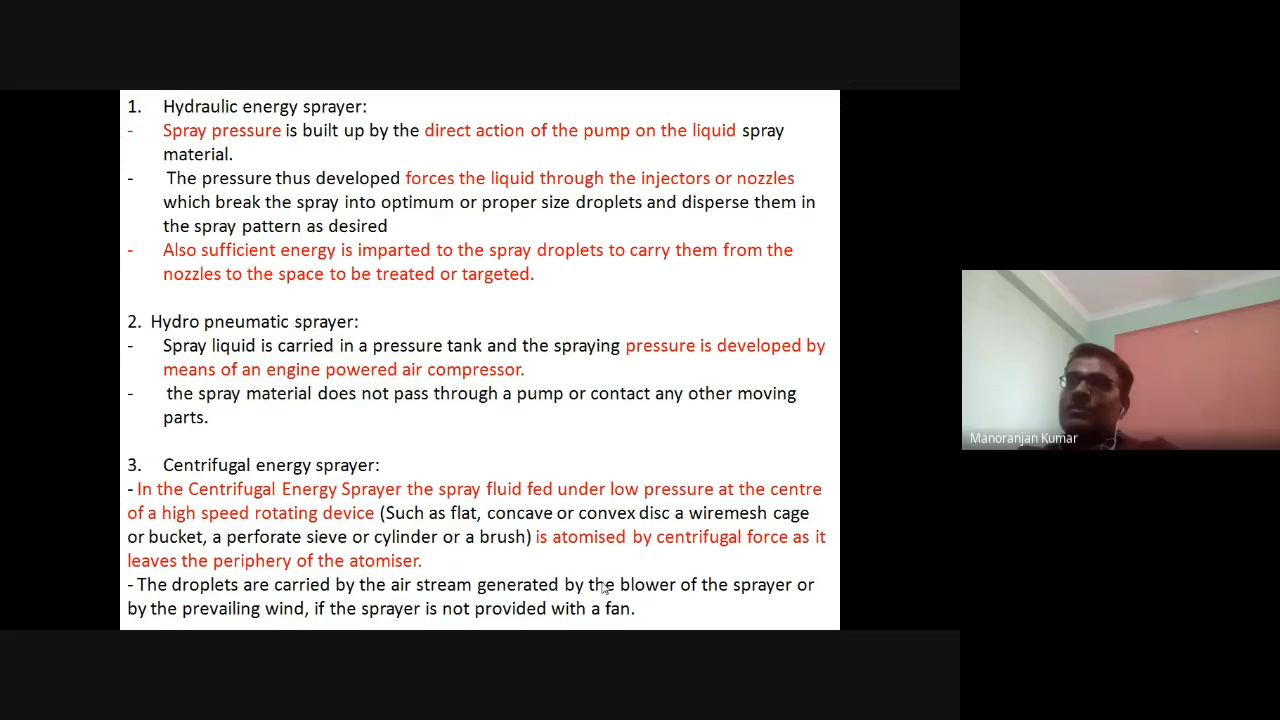 1. Hydraulic energy sprayer:
- Spray pressure is built up by the direct action of the pump on the liquid spray
material.
- The pressure thus developed forces the liquid through the injectors or nozzles
which break the spray into optimum or proper size droplets and disperse them in
the spray pattern as desired
- Also sufficient energy is imparted to the spray droplets to carry them from the
nozzles to the space to be treated or targeted.
2. Hydro pneumatic sprayer:
- Spray liquid is carried in a pressure tank and the spraying pressure is developed by
means of an engine powered air compressor.
- the spray material does not pass through a pump or contact any other moving
parts.
3. Centrifugal energy sprayer:
- In the Centrifugal Energy Sprayer the spray fluid fed under low pressure at the centre
of a high speed rotating device (Such as flat, concave or convex disc a wiremesh cage
or bucket, a perforate sieve or cylinder or a brush) is atomised by centrifugal force as it
leaves the periphery of the atomiser.
- The droplets are carried by the air stream generated by the blower of the sprayer or
by the prevailing wind, if the sprayer is not provided with a fan.
Manoranjan Kumar